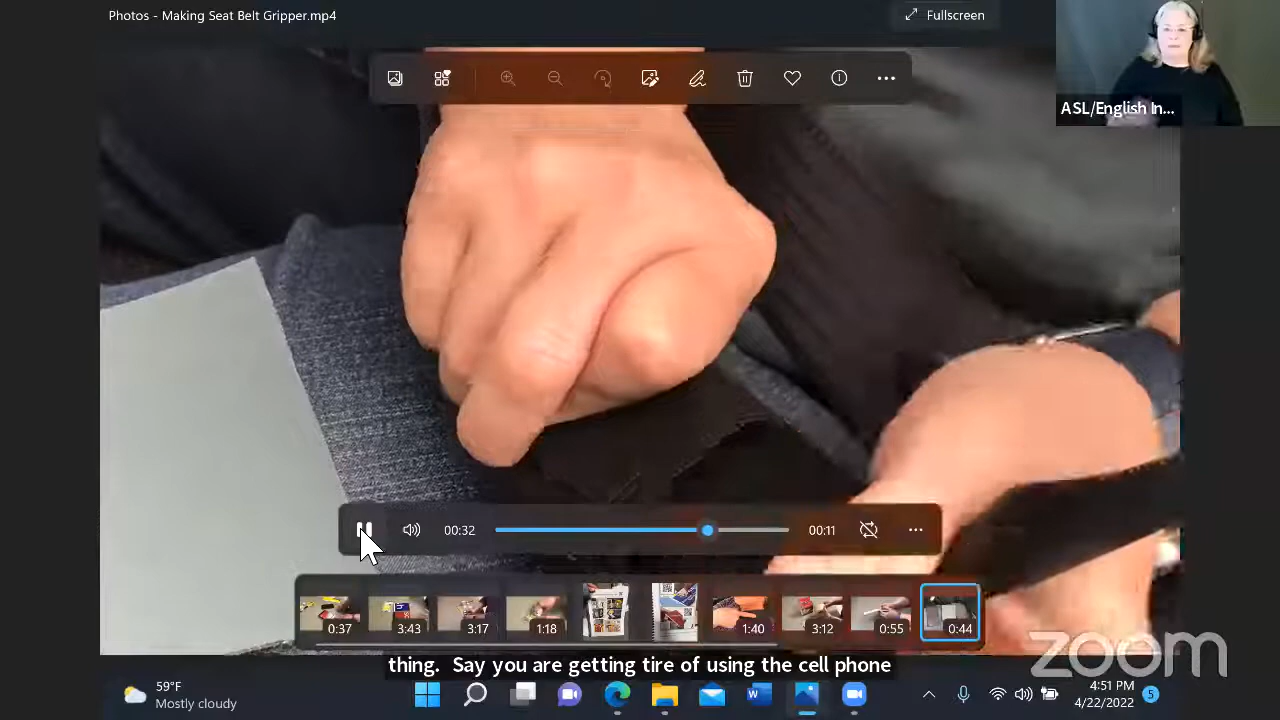 Photos - Making Seat Belt Gripper.mp4
Fullscreen
ASL/English In...
00:32
00:11
0:37
3:43
3:17
1:18
1:40
3:12
0:55
0:44
zoom
thing. Say you are getting tire of using the cell phone
59°F
Mostly cloudy
4:51 PM
4/22/2022
5